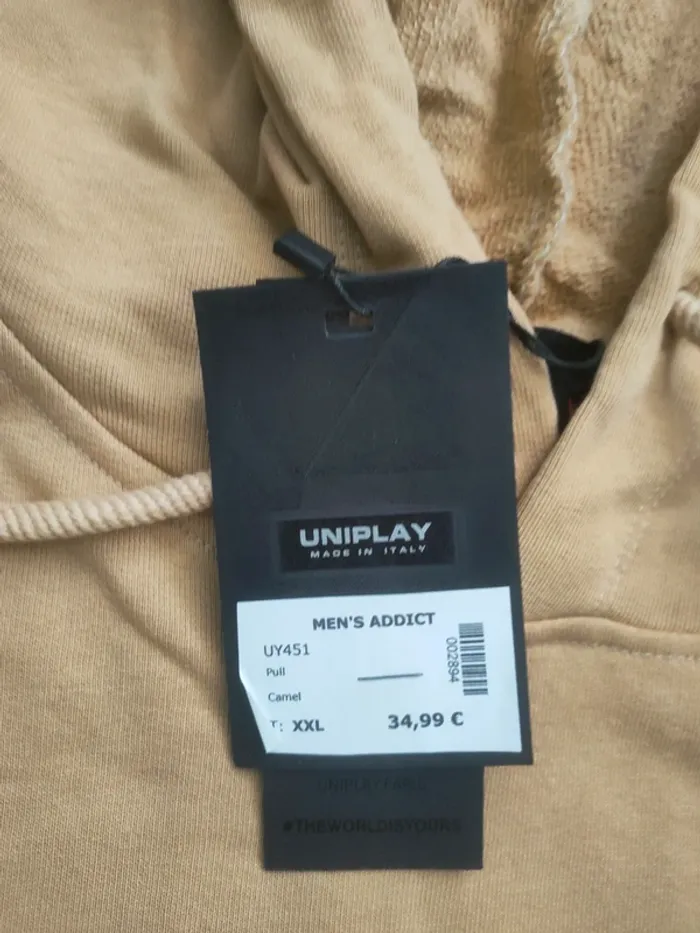 UNIPLAY
MADE IN ITALY
MEN'S ADDICT
UY451
002894
Pull
Camel
T: XXL
34,99 €
#THEWORLDISYOURS